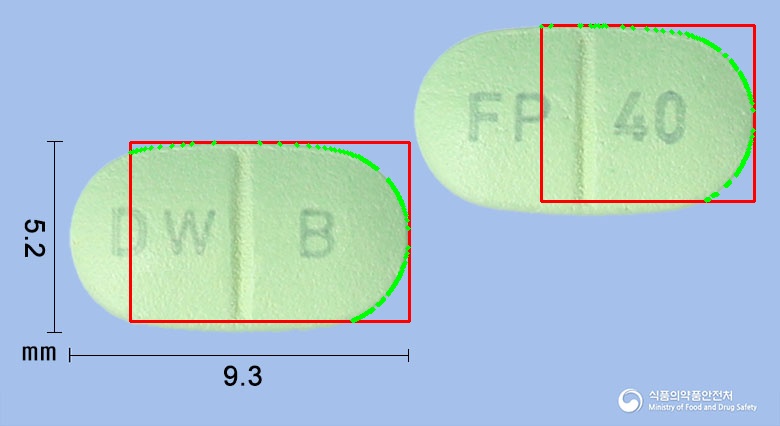 FP 40
DW B
5.2
mm
9.3
식품의약품안전처
Ministry of Food and Drug Safety